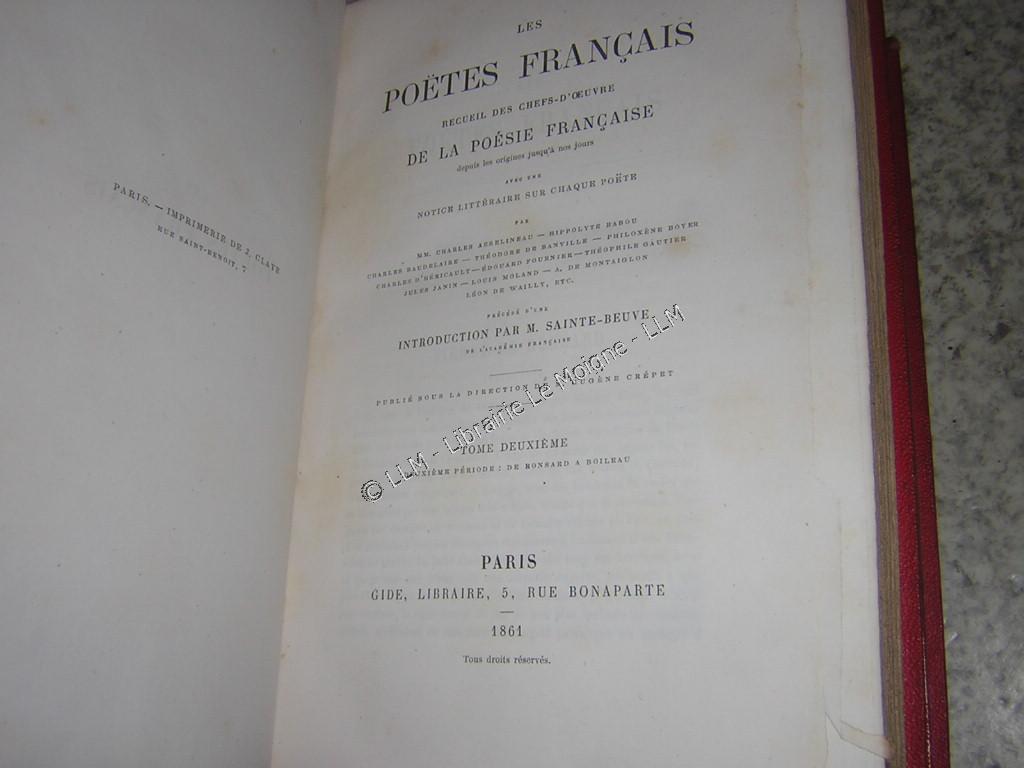 PARIS. — IMPRIMERIE DE J. CLAYE
RUE SAINT-BENOIT, 7
LES
POËTES FRANÇAIS
RECUEIL DES CHEFS-D'ŒUVRE
DE LA POÉSIE FRANÇAISE
depuis les origines jusqu'à nos jours
AVEC UNE
NOTICE LITTÉRAIRE SUR CHAQUE POËTE
PAR
MM. CHARLES ASSELINEAU — HIPPOLYTE BABOU
CHARLES BAUDELAIRE — THÉODORE DE BANVILLE — PHILOXÈNE BOYER
CHARLES D'HÉRICAULT — ÉDOUARD FOURNIER — THÉOPHILE GAUTIER
JULES JANIN — LOUIS MOLAND — A. DE MONTAIGLON
LÉON DE WAILLY, ETC.
PRÉCÉDÉ D'UNE
INTRODUCTION PAR M. SAINTE-BEUVE
DE L'ACADÉMIE FRANÇAISE
PUBLIÉ SOUS LA DIRECTION DE EUGÈNE CRÉPET
TOME DEUXIÈME
DEUXIÈME PÉRIODE : DE RONSARD A BOILEAU
PARIS
GIDE, LIBRAIRE, 5, RUE BONAPARTE
1861
Tous droits réservés.
© LLM - Librairie Le Moigne - LLM